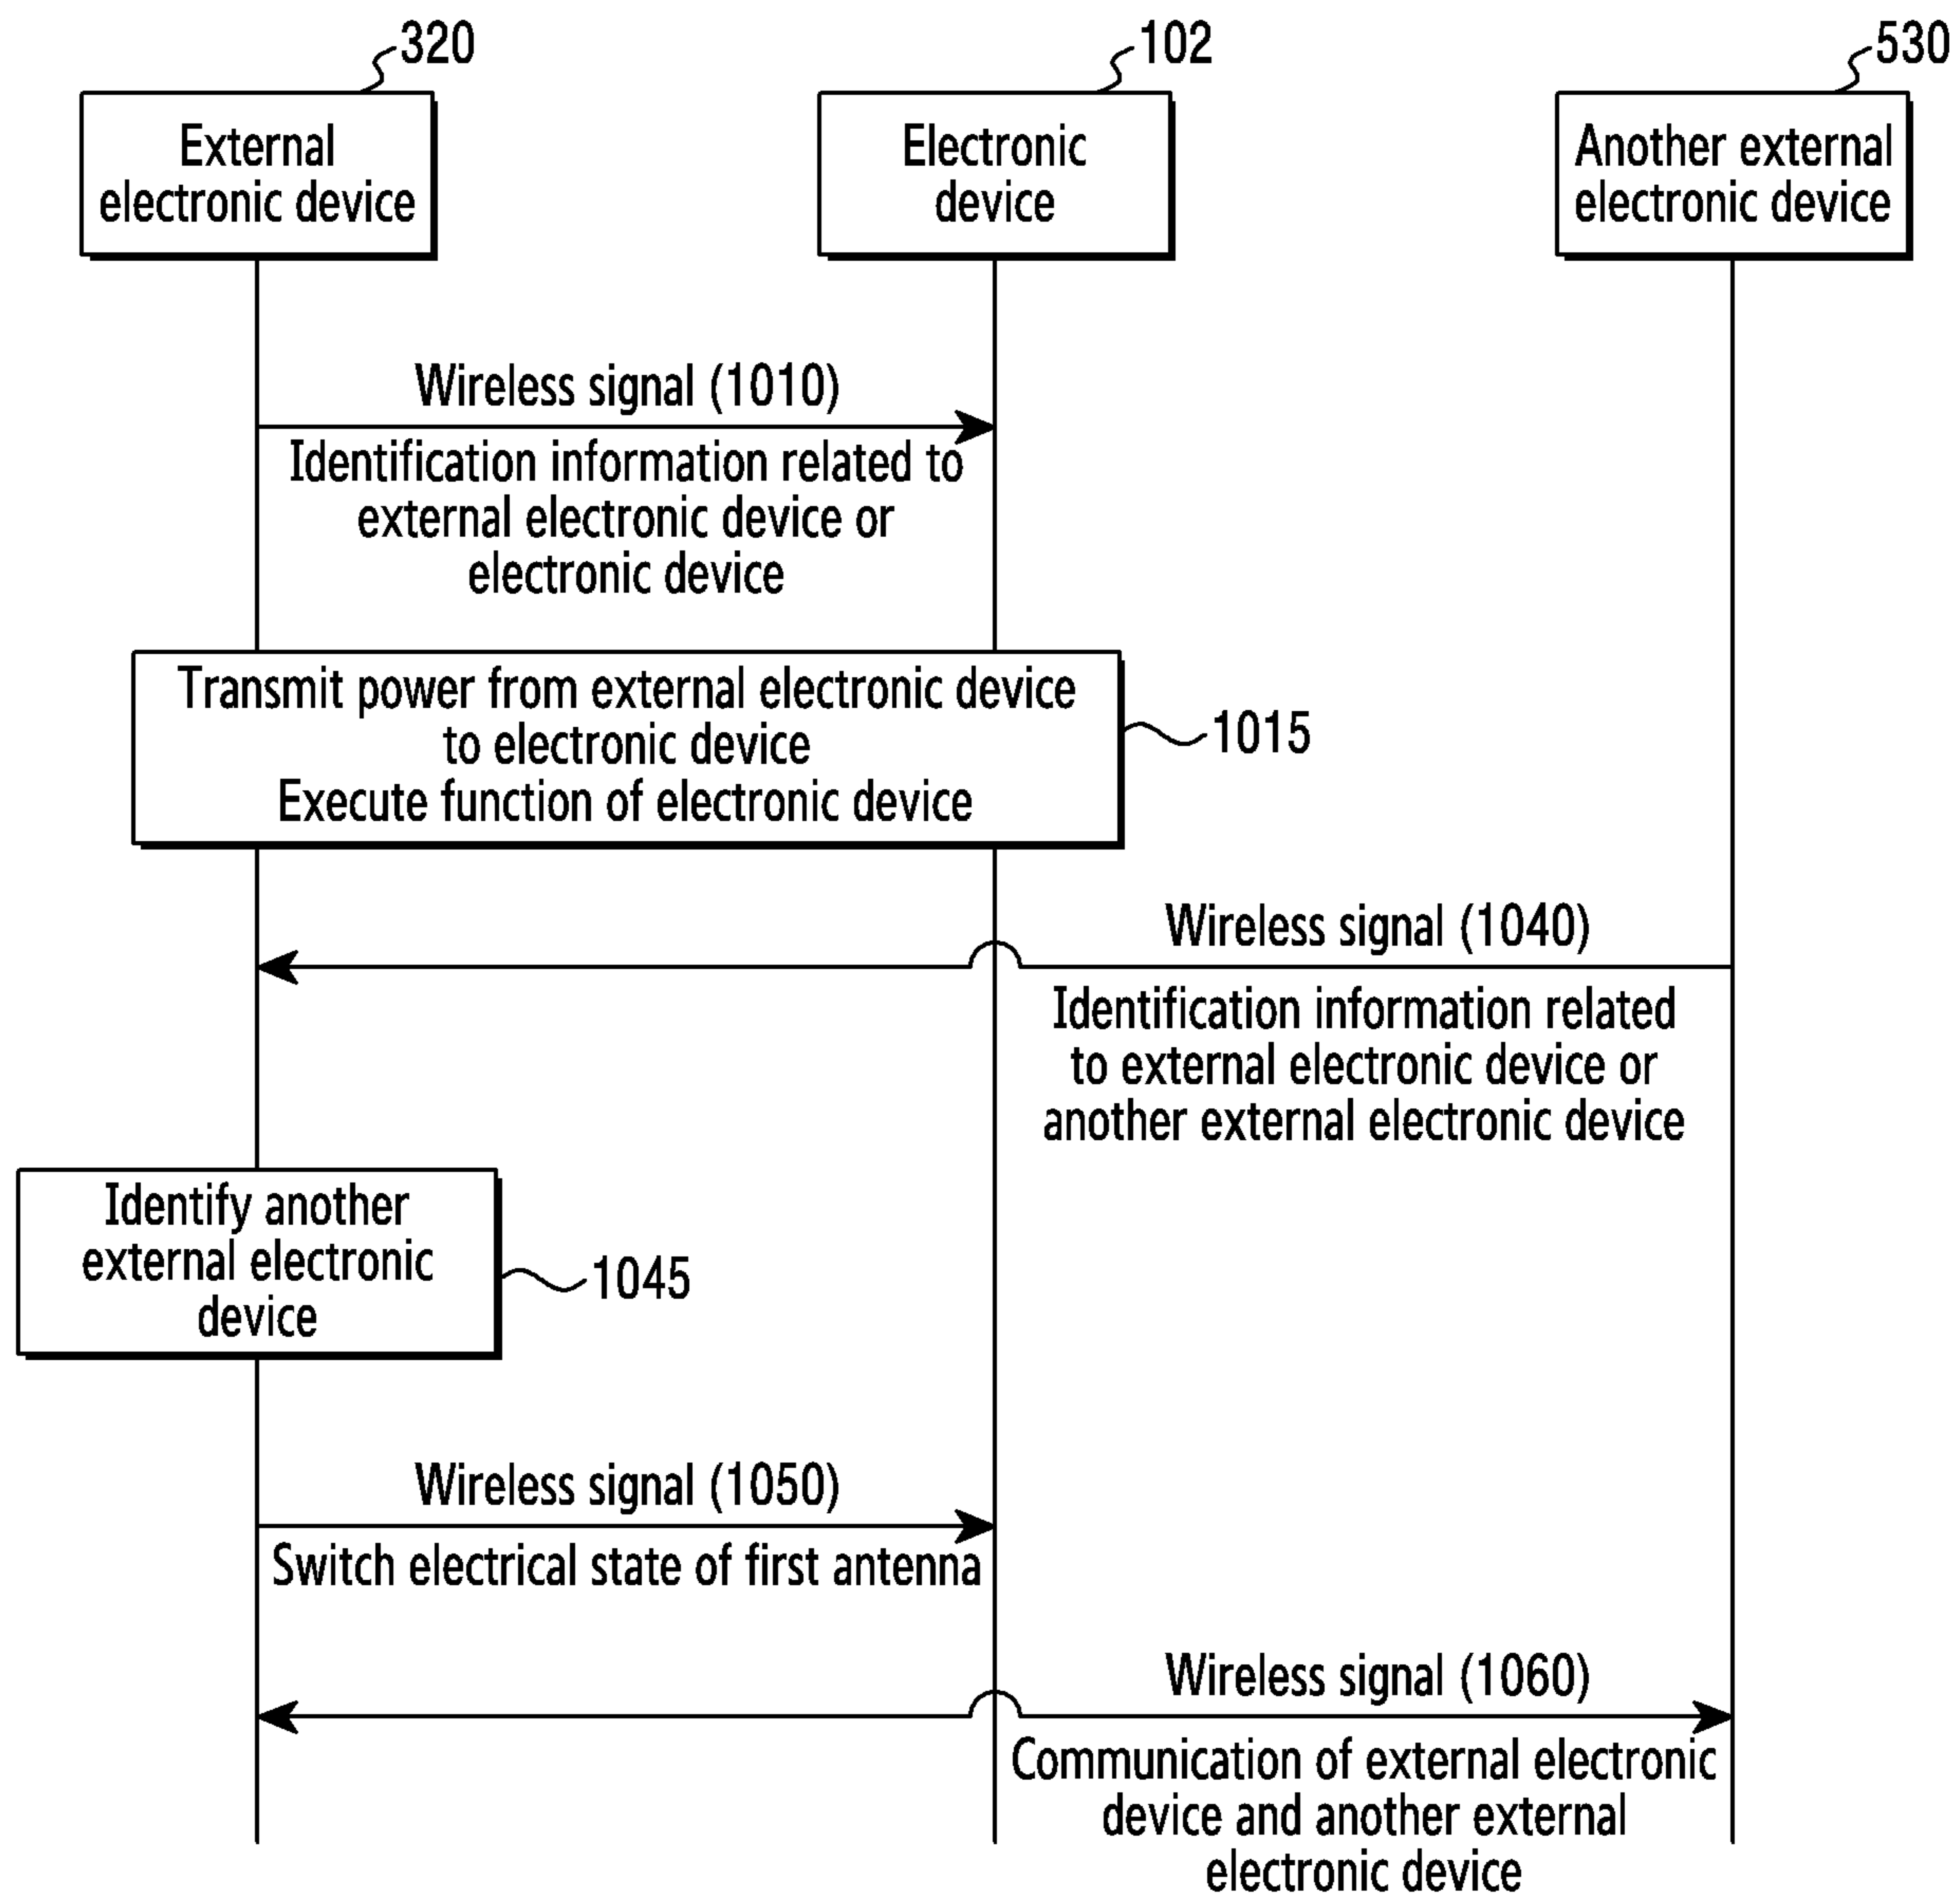 320
102
530
External
electronic device
Electronic
device
Another external
electronic device
Wireless signal (1010)
Identification information related to
external electronic device or
electronic device
Transmit power from external electronic device
to electronic device
Execute function of electronic device
1015
Wireless signal (1040)
Identification information related
to external electronic device or
another external electronic device
Identify another
external electronic
device
1045
Wireless signal (1050)
Switch electrical state of first antenna
Wireless signal (1060)
Communication of external electronic
device and another external
electronic device